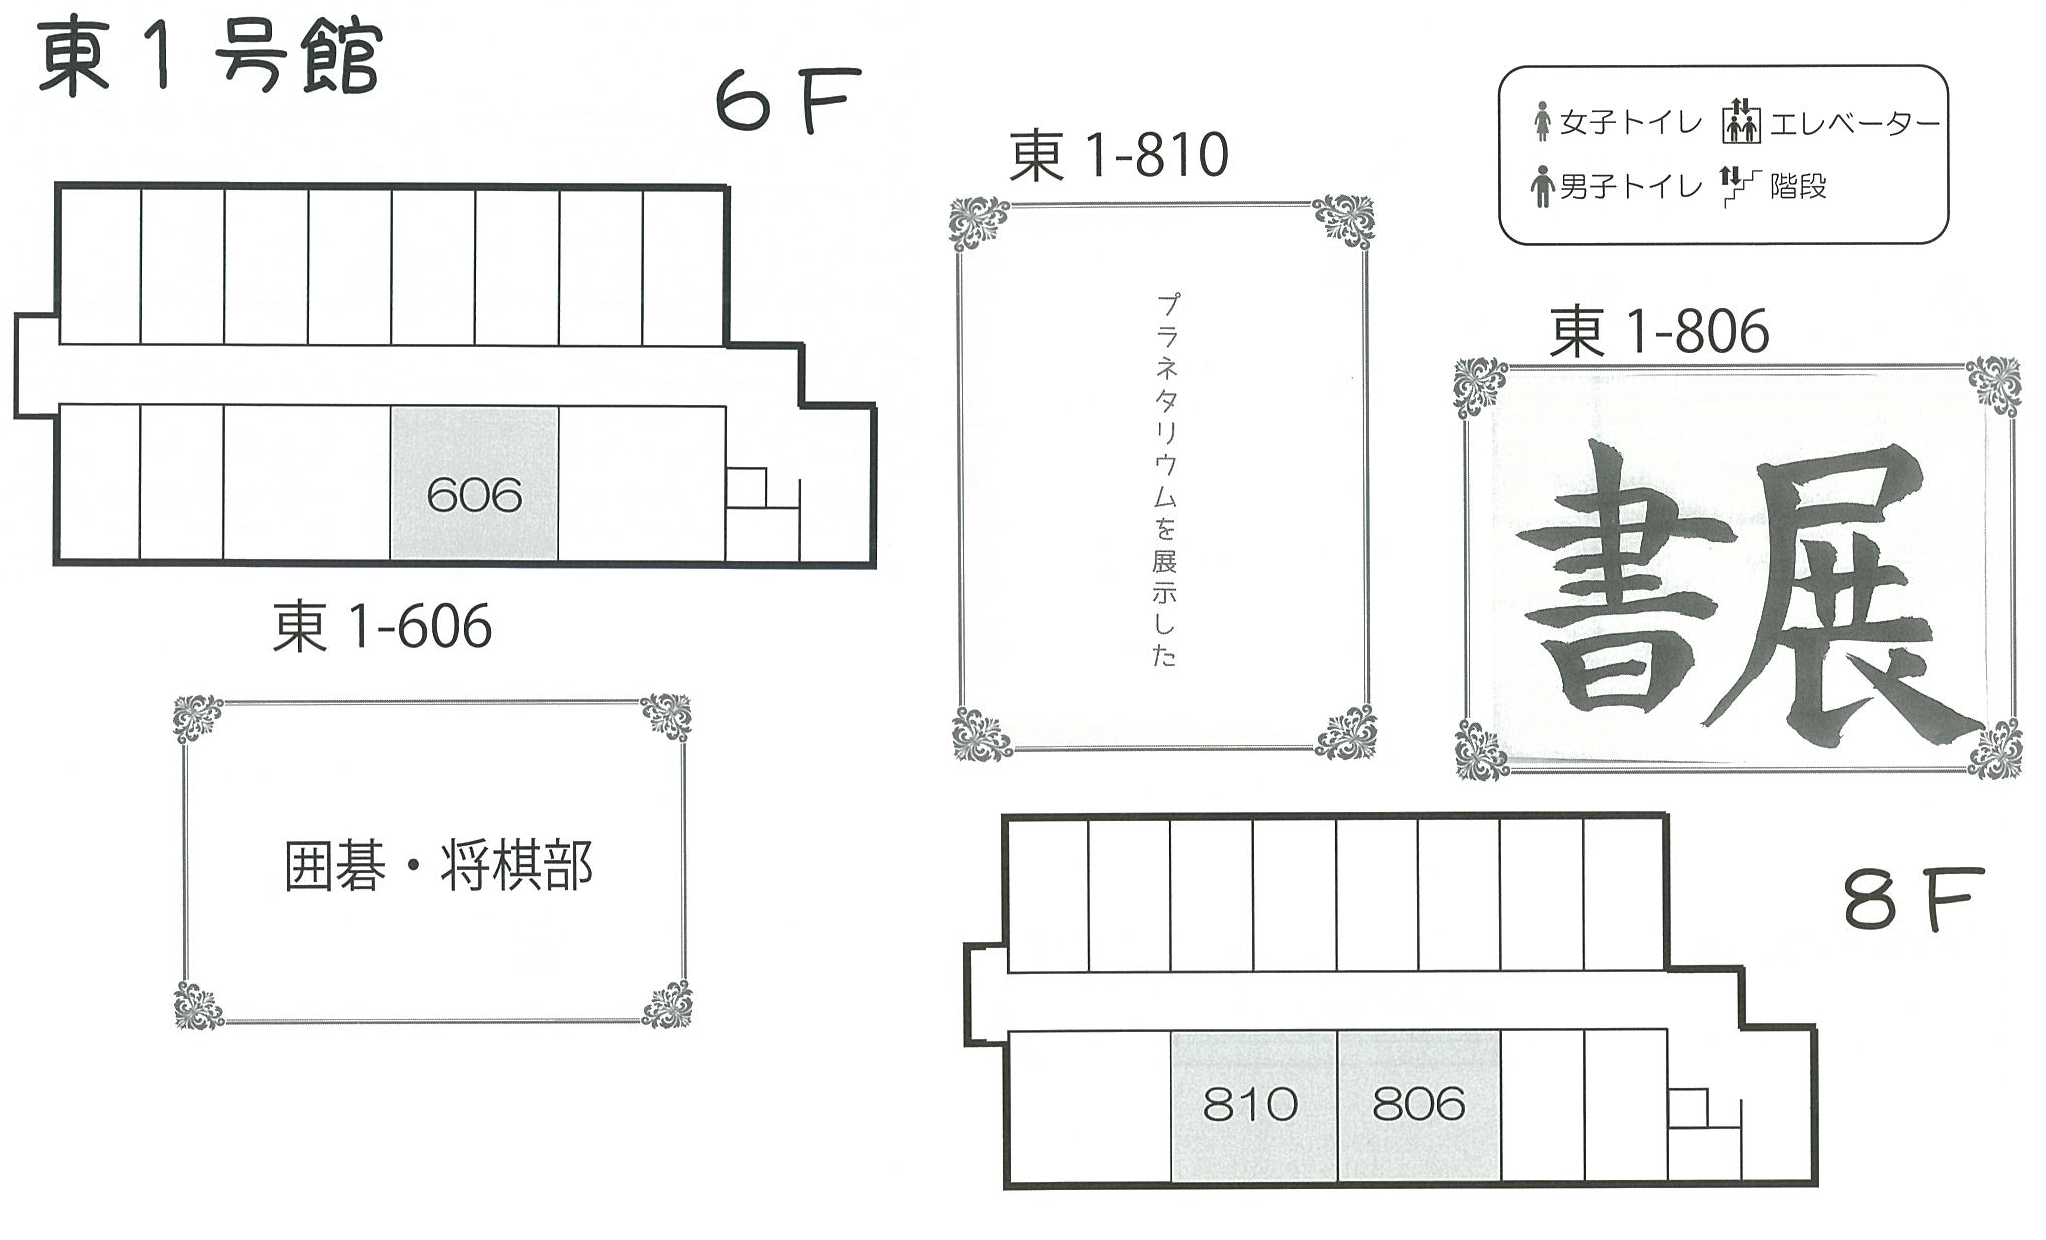 東1号館
6F
606
東1-606
囲碁・将棋部
東1-810
プラネタリウムを展示した
女子トイレ
エレベーター
男子トイレ
階段
東1-806
書展
8F
810
806